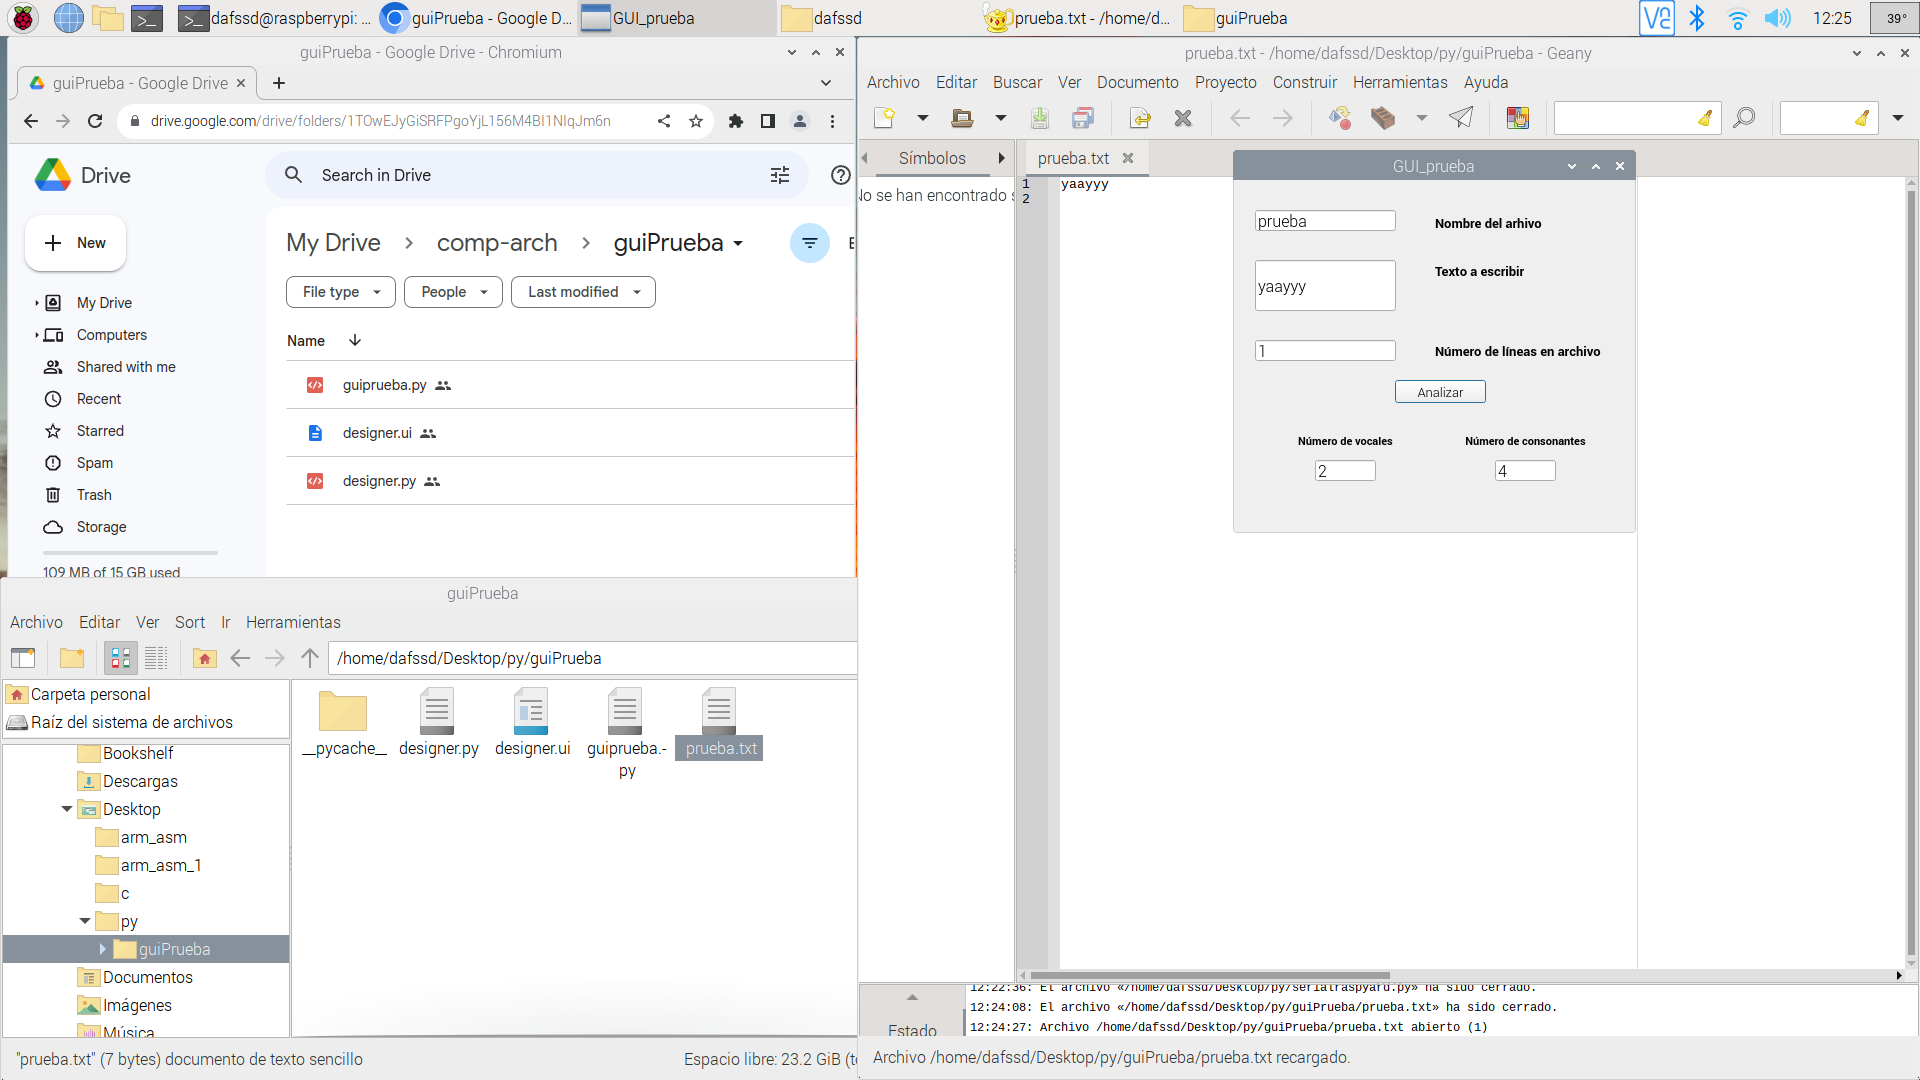 dafssd@raspberrypi: ...
guiPrueba - Google D...
GUI_prueba
dafssd
prueba.txt - /home/d...
guiPrueba
12:25
39°
guiPrueba - Google Drive - Chromium
guiPrueba - Google Drive
drive.google.com/drive/folders/1TOwEJyGiSRFPgoYjL156M4BI1NIqJm6n
Drive
Search in Drive
New
My Drive
Computers
Shared with me
Recent
Starred
Spam
Trash
Storage
109 MB of 15 GB used
My Drive > comp-arch > guiPrueba
File type
People
Last modified
Name
guiprueba.py
designer.ui
designer.py
guiPrueba
Archivo Editar Ver Sort Ir Herramientas
/home/dafssd/Desktop/py/guiPrueba
Carpeta personal
Raíz del sistema de archivos
Bookshelf
Descargas
Desktop
arm_asm
arm_asm_1
c
py
guiPrueba
Documentos
Imágenes
Música
__pycache__
designer.py
designer.ui
guiprueba.-
py
prueba.txt
"prueba.txt" (7 bytes) documento de texto sencillo
Espacio libre: 23.2 GiB (t
prueba.txt - /home/dafssd/Desktop/py/guiPrueba - Geany
Archivo Editar Buscar Ver Documento Proyecto Construir Herramientas Ayuda
Símbolos
No se han encontrado s
prueba.txt
1 yaayyy
2
GUI_prueba
prueba
Nombre del arhivo
yaayyy
Texto a escribir
1
Número de líneas en archivo
Analizar
Número de vocales
Número de consonantes
2
4
Estado
12:22:36: El archivo «/home/dafssd/Desktop/py/serialraspyard.py» ha sido cerrado.
12:24:08: El archivo «/home/dafssd/Desktop/py/guiPrueba/prueba.txt» ha sido cerrado.
12:24:27: Archivo /home/dafssd/Desktop/py/guiPrueba/prueba.txt abierto (1)
Archivo /home/dafssd/Desktop/py/guiPrueba/prueba.txt recargado.